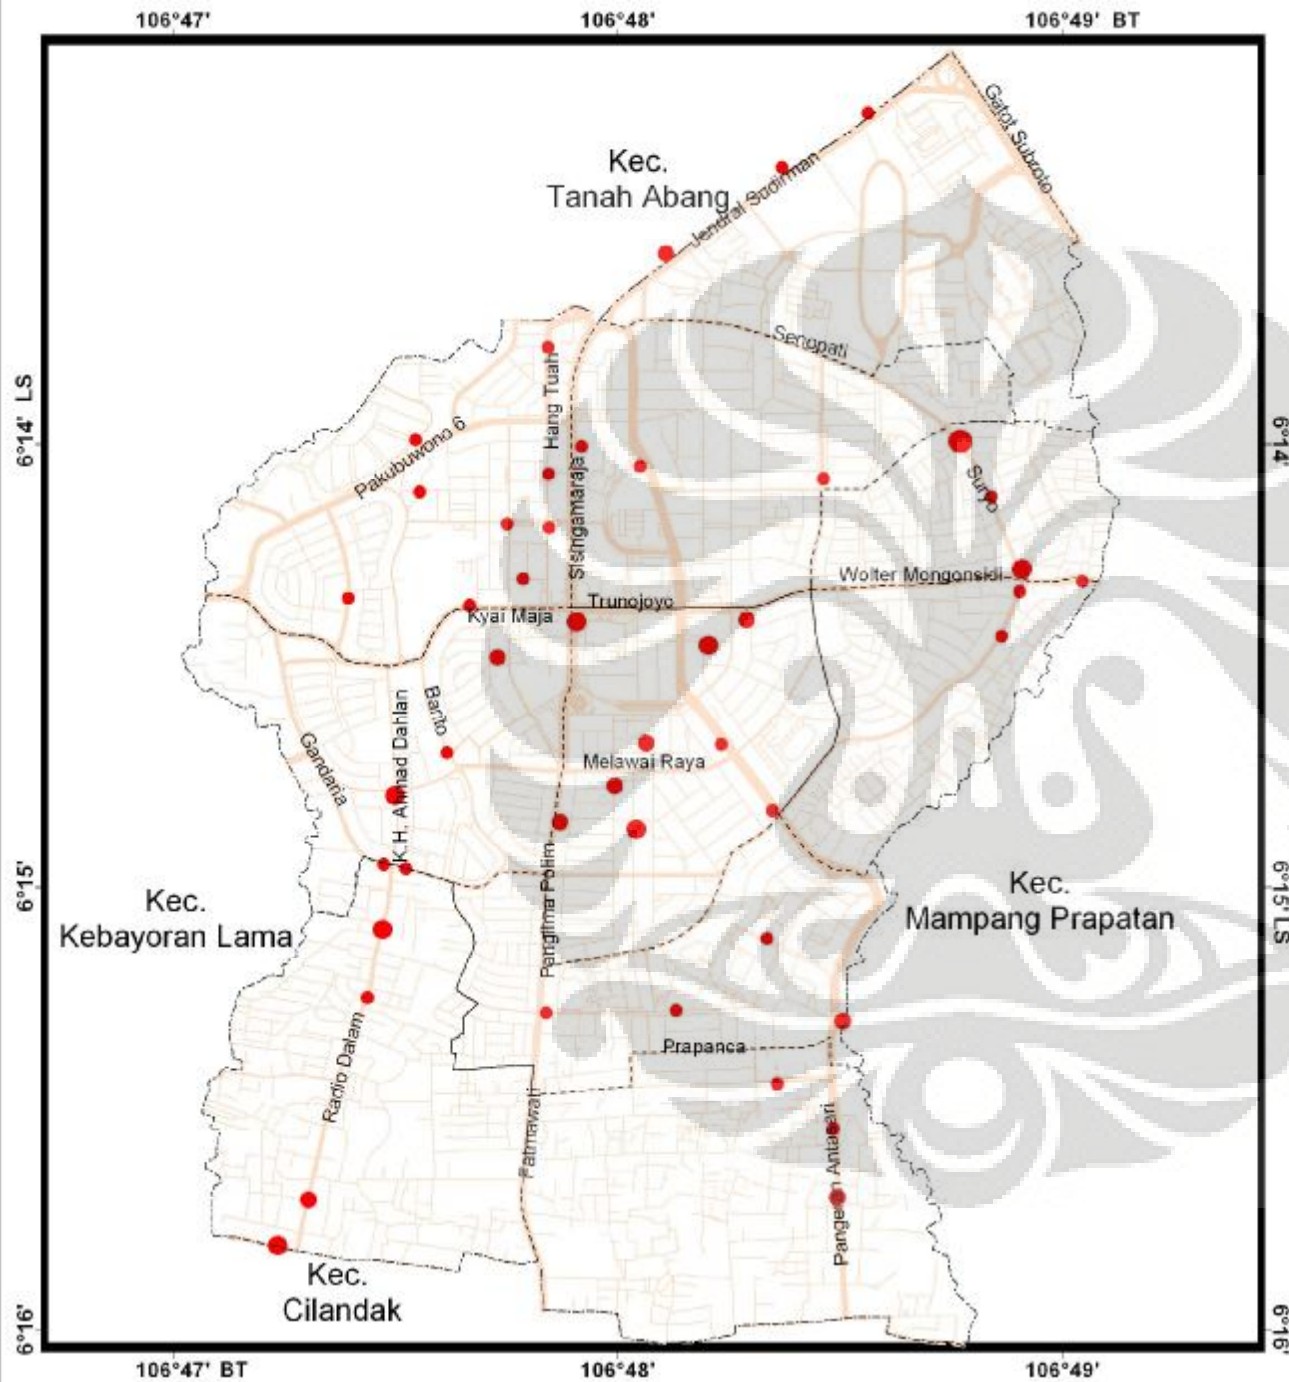 106°47'
106°48'
106°49' BT
Gatot Subroto
Kec.
Tanah Abang
Jendral Sudirman
Senopati
Hang Tuah
6°14' LS
6°14'
Pakubuwono 6
Sisingamaraja
Suryo
Wolter Mongonsidi
Trunojoyo
Kyai Maja
Barito
K.H. Ahmad Dahlan
Gandaria
Melawai Raya
Panglima Polim
6°15'
6°15' LS
Kec.
Kebayoran Lama
Kec.
Mampang Prapatan
Radio Dalam
Prapanca
Fatmawati
Pangeran Antasari
Kec.
Cilandak
6°16'
6°16'
106°47' BT
106°48'
106°49'